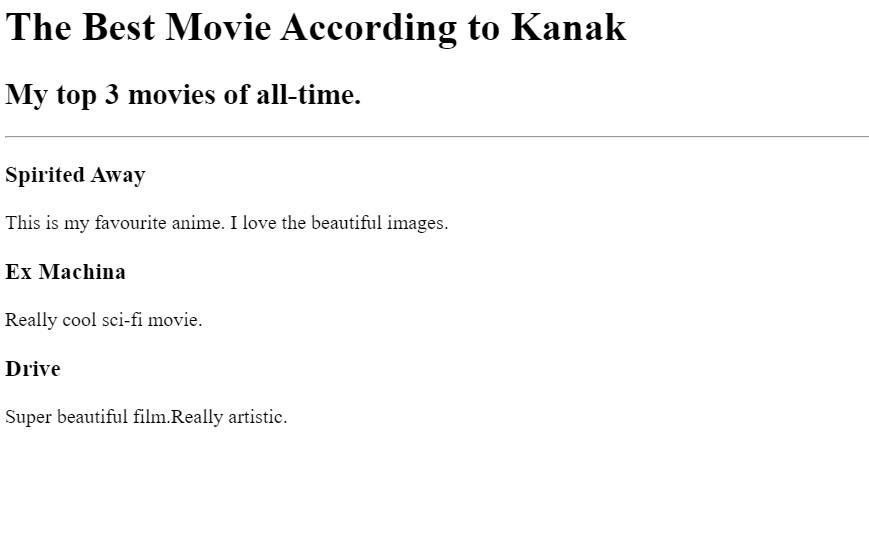 The Best Movie According to Kanak
My top 3 movies of all-time.
Spirited Away
This is my favourite anime. I love the beautiful images.
Ex Machina
Really cool sci-fi movie.
Drive
Super beautiful film.Really artistic.